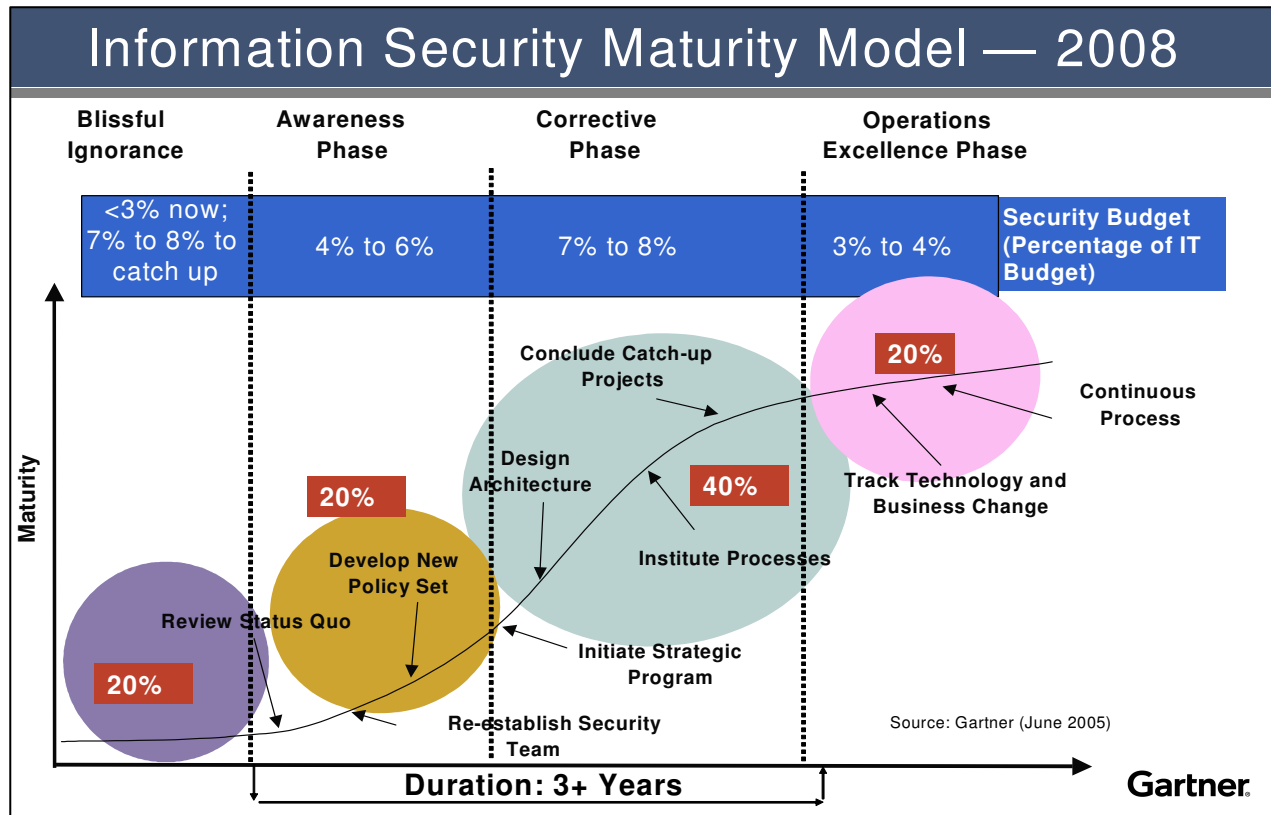 Information Security Maturity Model — 2008
Blissful
Ignorance
Awareness
Phase
Corrective
Phase
Operations
Excellence Phase
<3% now;
7% to 8% to
catch up
4% to 6%
7% to 8%
3% to 4%
Security Budget
(Percentage of IT
Budget)
Maturity
Conclude Catch-up
Projects
20%
Continuous
Process
Design
Architecture
40%
Track Technology and
Business Change
20%
Develop New
Policy Set
Institute Processes
Review Status Quo
20%
Initiate Strategic
Program
Re-establish Security
Team
Source: Gartner (June 2005)
Duration: 3+ Years
Gartner®